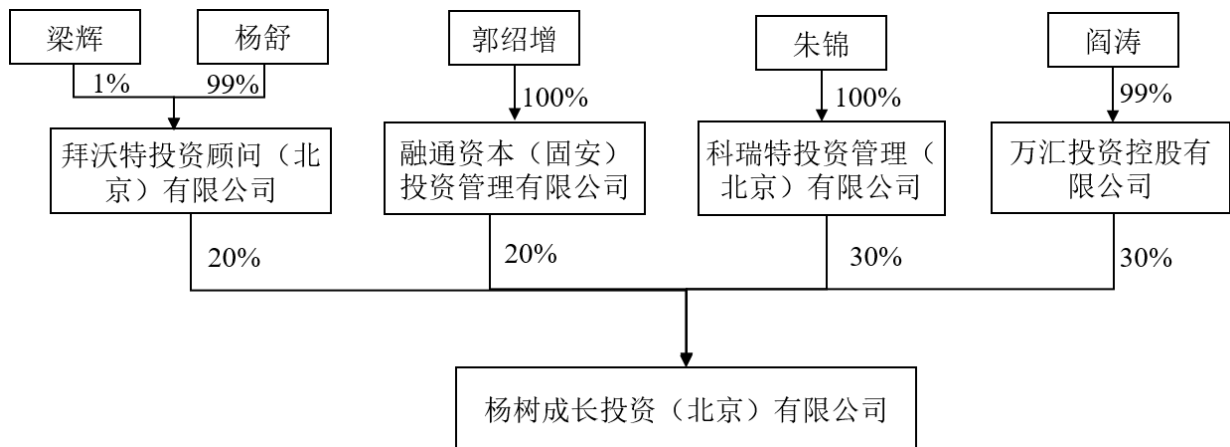 梁辉
杨舒
郭绍增
朱锦
阎涛
1%
99%
100%
100%
99%
拜沃特投资顾问（北
京）有限公司
融通资本（固安）
投资管理有限公司
科瑞特投资管理（
北京）有限公司
万汇投资控股有
限公司
20%
20%
30%
30%
杨树成长投资（北京）有限公司